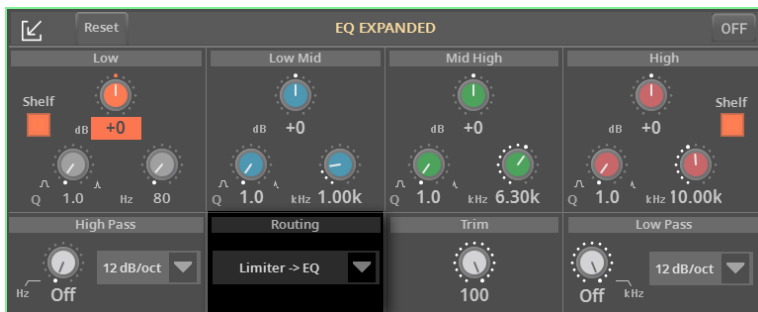 Reset EQ EXPANDED OFF
Low Low Mid Mid High High
Shelf Shelf
dB +0 dB +0 dB +0 dB +0
Q 1.0 Hz 80 Q 1.0 kHz 1.00k Q 1.0 kHz 6.30k Q 1.0 kHz 10.00k
High Pass Routing Trim Low Pass
12 dB/oct Limiter -> EQ 12 dB/oct
Hz Off 100 Off kHz